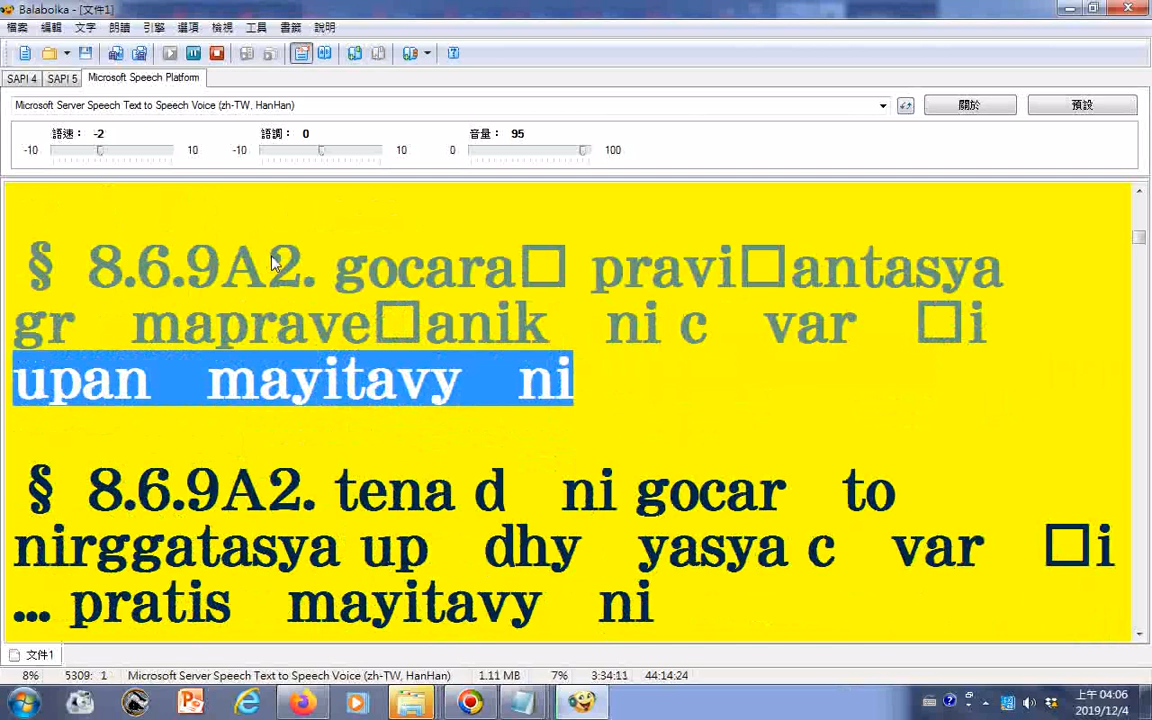 Balabolka - [文件1]
檔案 編輯 文字 朗讀 引擎 選項 檢視 工具 書籤 說明
SAPI 4 SAPI 5 Microsoft Speech Platform
Microsoft Server Speech Text to Speech Voice (zh-TW, HanHan) 關於 預設
語速： -2 語調： 0 音量： 95
-10 10 -10 10 0 100
§ 8.6.9A2. gocara□ pravi□antasya
gr maprave□anik ni c var □i
upan mayitavy ni
§ 8.6.9A2. tena d ni gocar to
nirggatasya up dhy yasya c var □i
... pratis mayitavy ni
文件1
8% 5309: 1 Microsoft Server Speech Text to Speech Voice (zh-TW, HanHan) 1.11 MB 7% 3:34:11 44:14:24
上午 04:06
2019/12/4